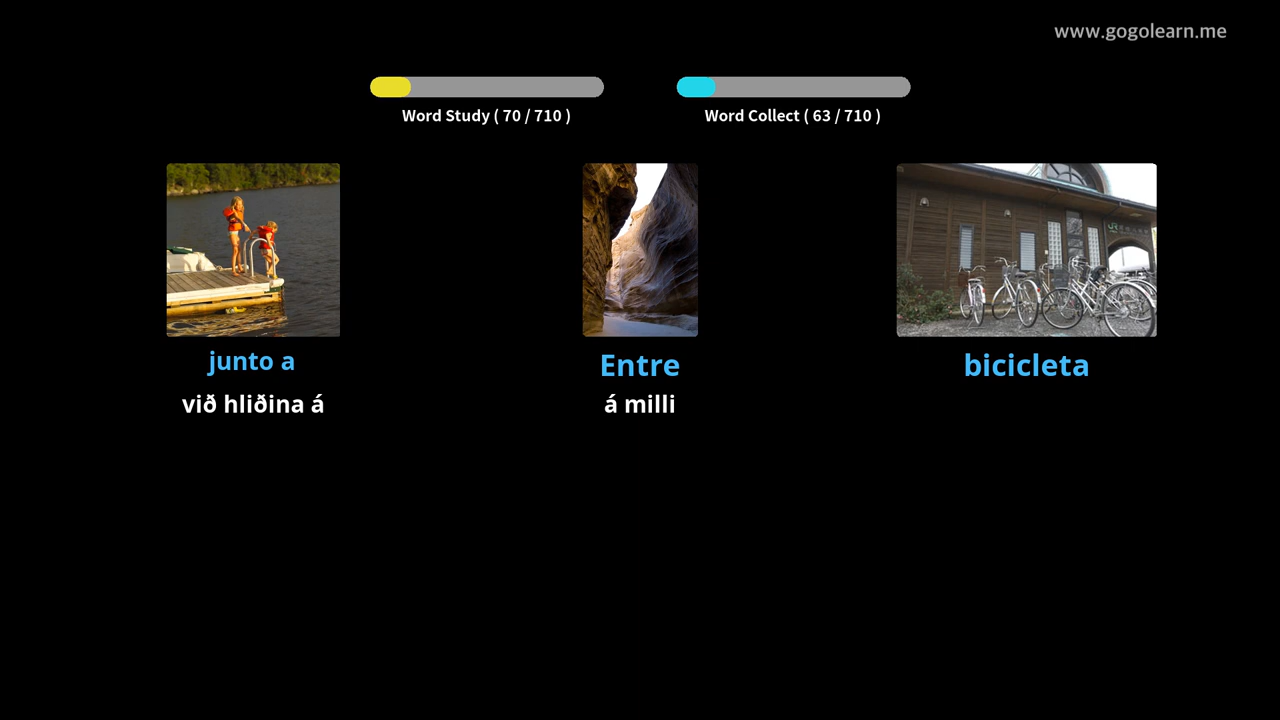 www.gogolearn.me
Word Study ( 70 / 710 )
Word Collect ( 63 / 710 )
junto a
við hliðina á
Entre
á milli
bicicleta